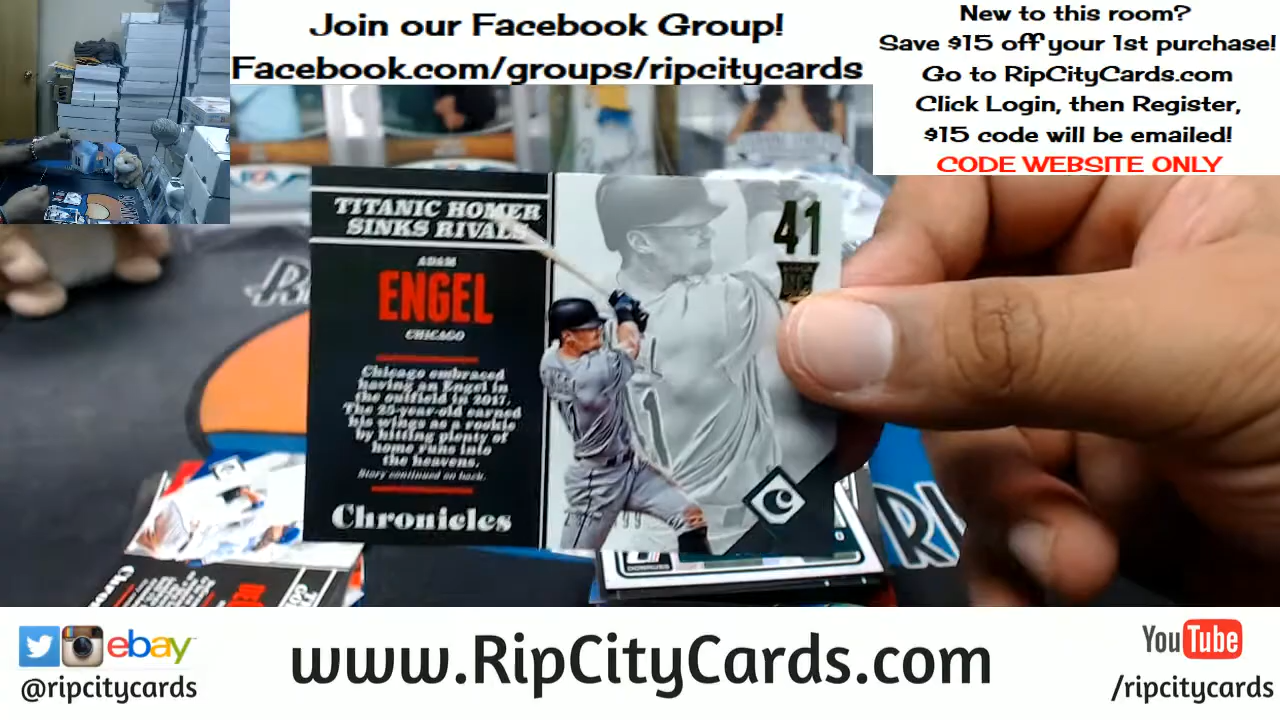 Join our Facebook Group!
Facebook.com/groups/ripcitycards
New to this room?
Save $15 off your 1st purchase!
Go to RipCityCards.com
Click Login, then Register,
$15 code will be emailed!
CODE WEBSITE ONLY
TITANIC HOMER
SINKS RIVALS
ADAM
ENGEL
CHICAGO
Chicago embraced
having an Engel in
the outfield in 2017.
The 25-year-old earned
his wings as a rookie
by hitting plenty of
home runs into
the heavens.
Story continued on back.
Chronicles
41
RC
C
DONRUSS
ebay
@ripcitycards
www.RipCityCards.com
YouTube
/ripcitycards